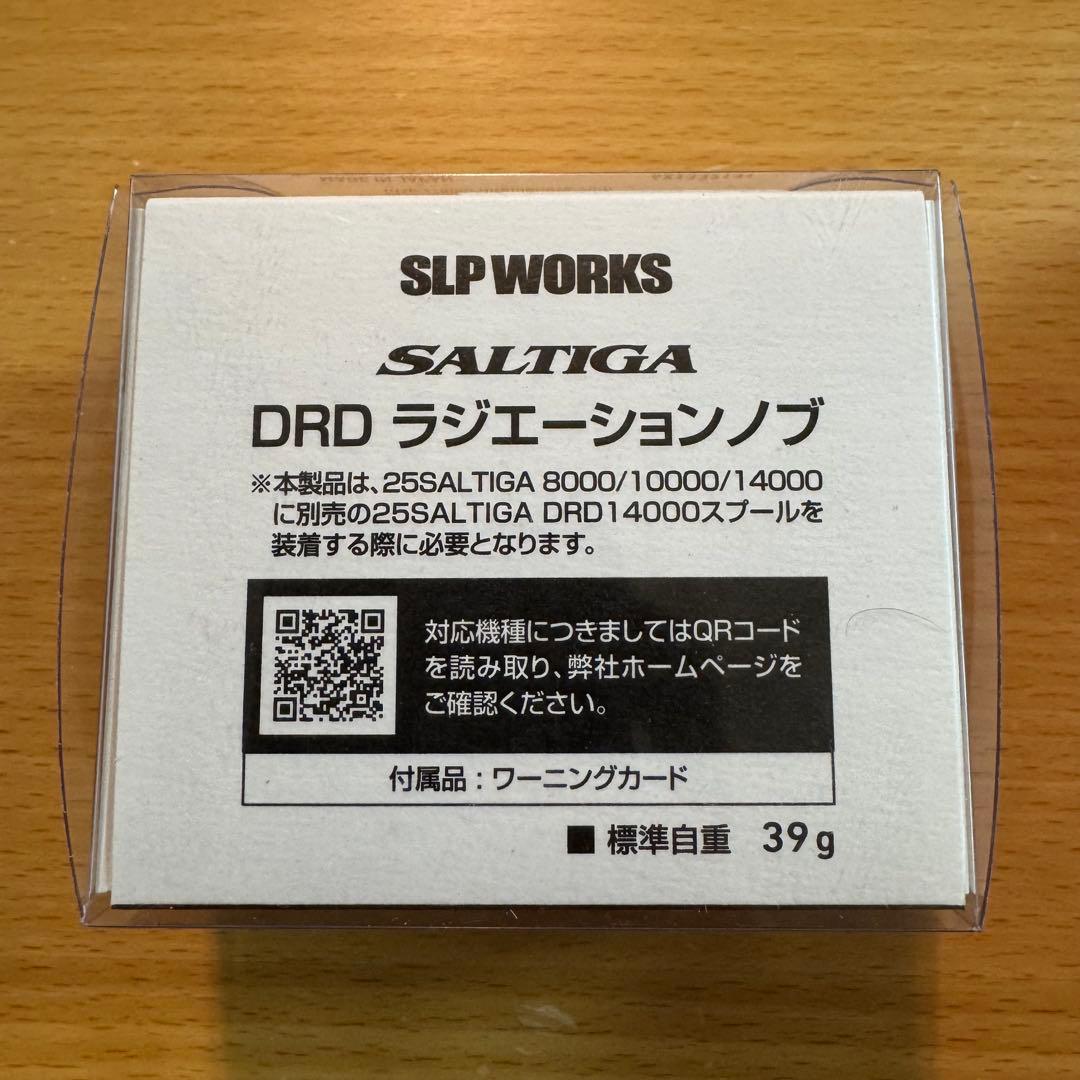 MADE IN JAPAN
SLP WORKS
SALTIGA
DRD ラジエーションノブ
※本製品は、25SALTIGA 8000/10000/14000
に別売の25SALTIGA DRD14000スプールを
装着する際に必要となります。
対応機種につきましてはQRコード
を読み取り、弊社ホームページを
ご確認ください。
付属品：ワーニングカード
■ 標準自重 39g